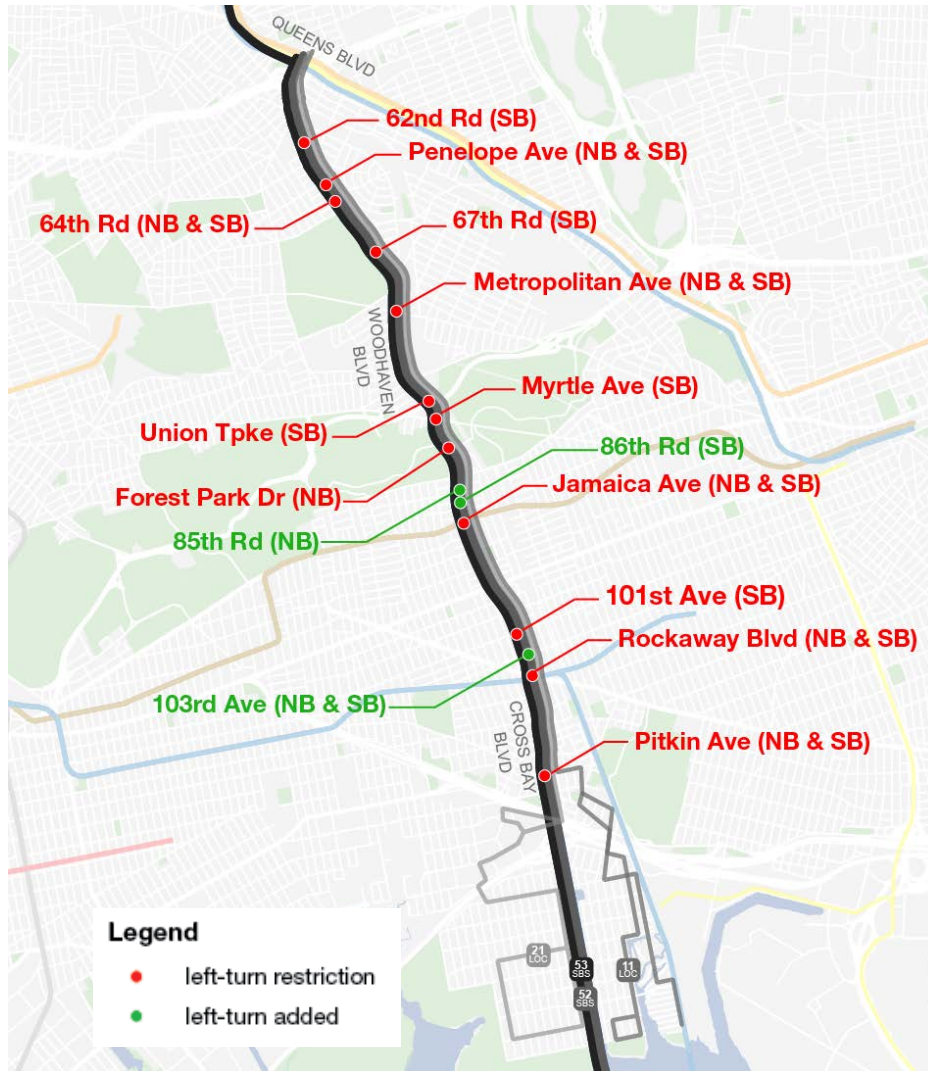 QUEENS BLVD
62nd Rd (SB)
Penelope Ave (NB & SB)
64th Rd (NB & SB)
67th Rd (SB)
Metropolitan Ave (NB & SB)
WOODHAVEN
BLVD
Myrtle Ave (SB)
Union Tpke (SB)
86th Rd (SB)
Forest Park Dr (NB)
Jamaica Ave (NB & SB)
85th Rd (NB)
101st Ave (SB)
Rockaway Blvd (NB & SB)
103rd Ave (NB & SB)
CROSS BAY
BLVD
Pitkin Ave (NB & SB)
Legend
left-turn restriction
left-turn added
21
LOC
53
SBS
11
LOC
52
SBS